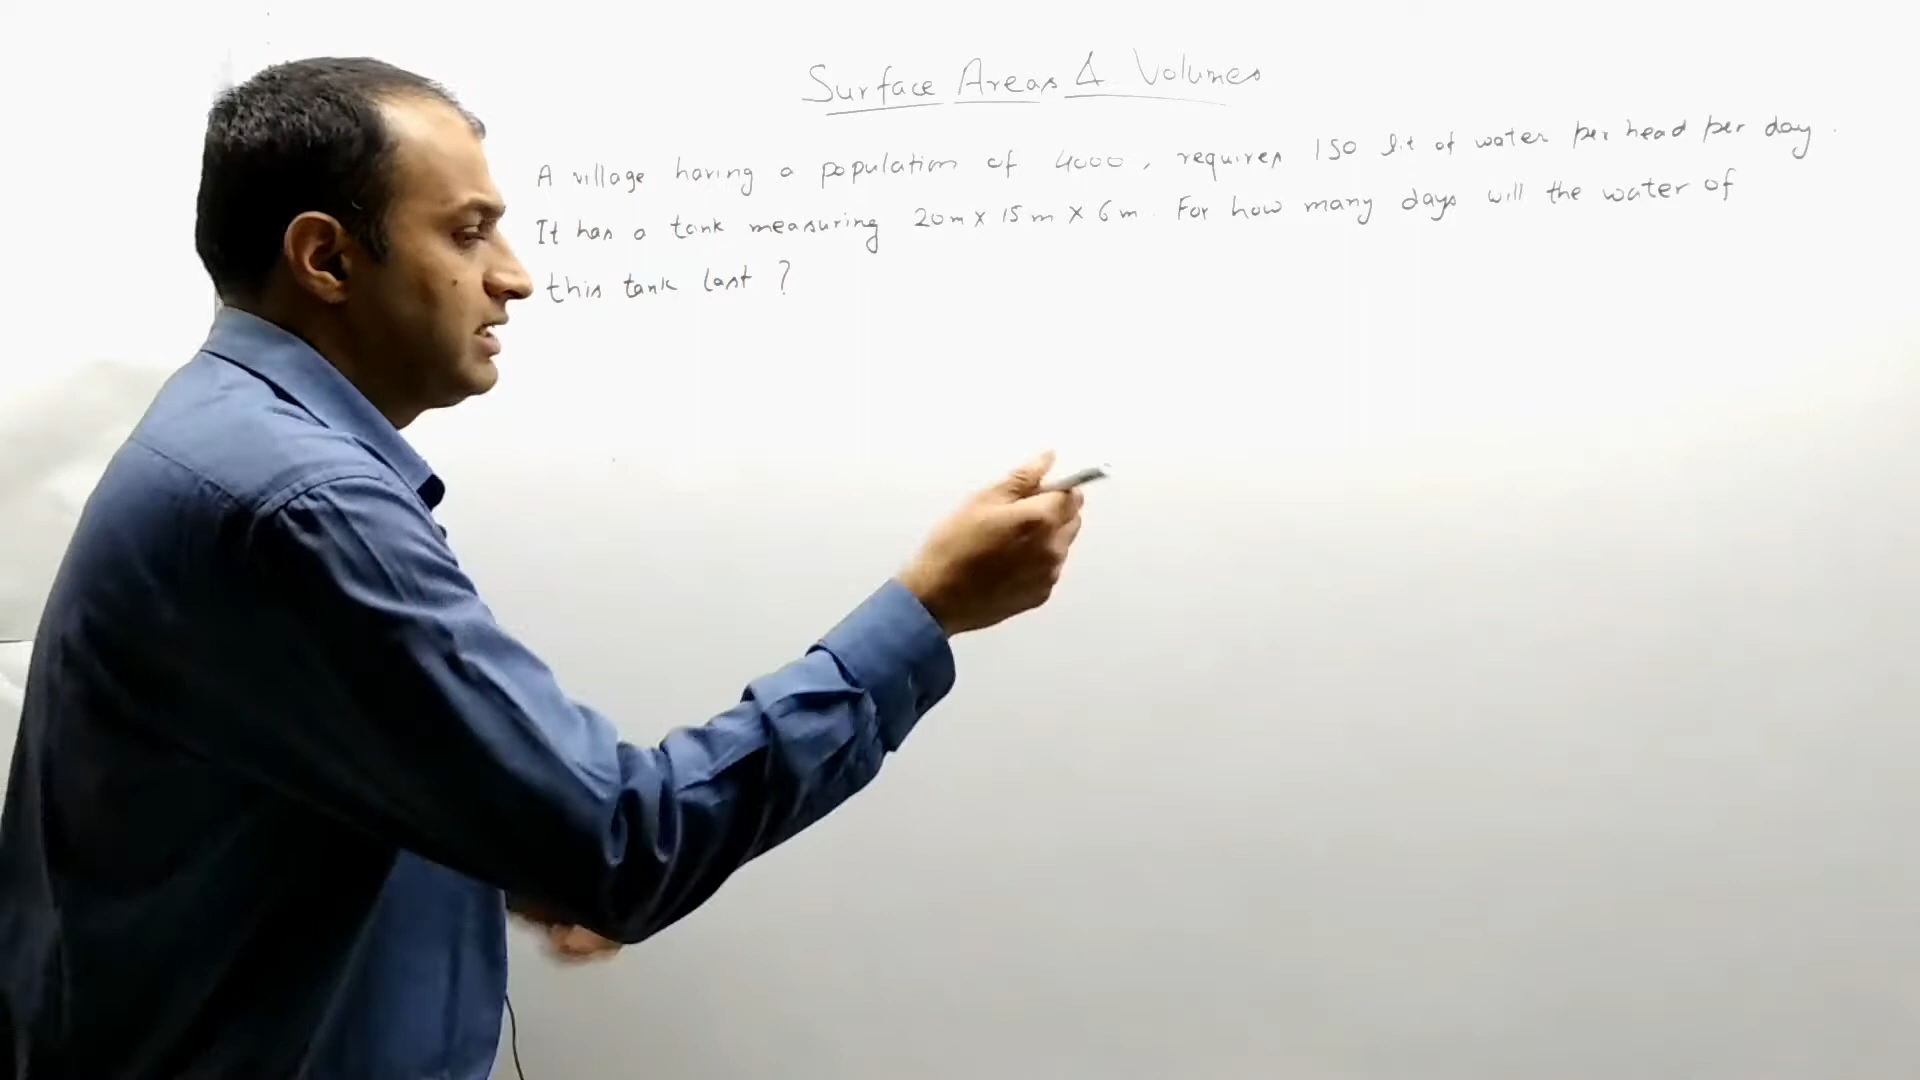 Surface Areas & Volumes
A village having a population of 4000, requires 150 lit of water per head per day.
It has a tank measuring 20m x 15m x 6m. For how many days will the water of
this tank last ?